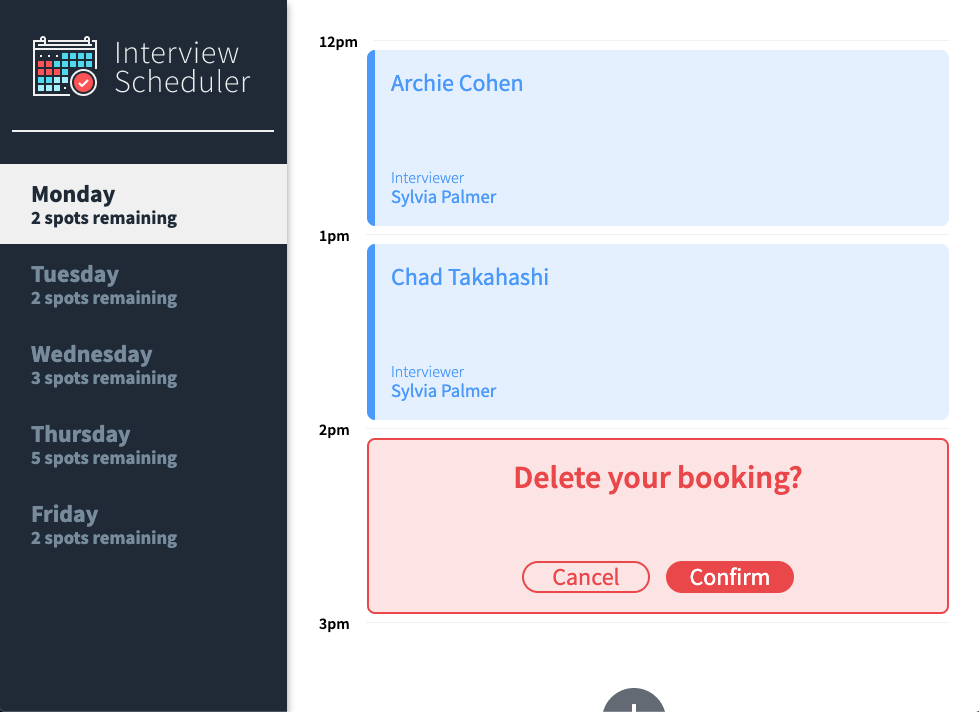 Interview
Scheduler
Monday
2 spots remaining
Tuesday
2 spots remaining
Wednesday
3 spots remaining
Thursday
5 spots remaining
Friday
2 spots remaining
12pm
Archie Cohen
Interviewer
Sylvia Palmer
1pm
Chad Takahashi
Interviewer
Sylvia Palmer
2pm
Delete your booking?
Cancel
Confirm
3pm